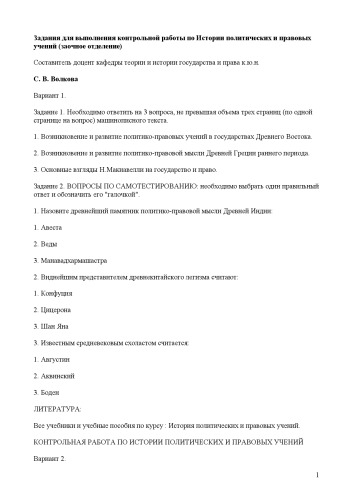 Задания для выполнения контрольной работы по Истории политических и правовых
учений (заочное отделение)
Составитель доцент кафедры теории и истории государства и права к.ю.н.
С. В. Волкова
Вариант 1.
Задание 1. Необходимо ответить на 3 вопроса, не превышая объема трех страниц (по одной
странице на вопрос) машинописного текста.
1. Возникновение и развитие политико-правовых учений в государствах Древнего Востока.
2. Возникновение и развитие политико-правовой мысли Древней Греции раннего периода.
3. Основные взгляды Н.Макиавелли на государство и право.
Задание 2. ВОПРОСЫ ПО САМОТЕСТИРОВАНИЮ: необходимо выбрать один правильный
ответ и обозначить его "галочкой".
1. Назовите древнейший памятник политико-правовой мысли Древней Индии:
1. Авеста
2. Веды
3. Манавадхармашастра
2. Виднейшим представителем древнекитайского легизма считают:
1. Конфуция
2. Цицерона
3. Шан Яна
3. Известным средневековым схоластом считается:
1. Августин
2. Аквинский
3. Боден
ЛИТЕРАТУРА:
Все учебники и учебные пособия по курсу : История политических и правовых учений.
КОНТРОЛЬНАЯ РАБОТА ПО ИСТОРИИ ПОЛИТИЧЕСКИХ И ПРАВОВЫХ УЧЕНИЙ
Вариант 2.
1